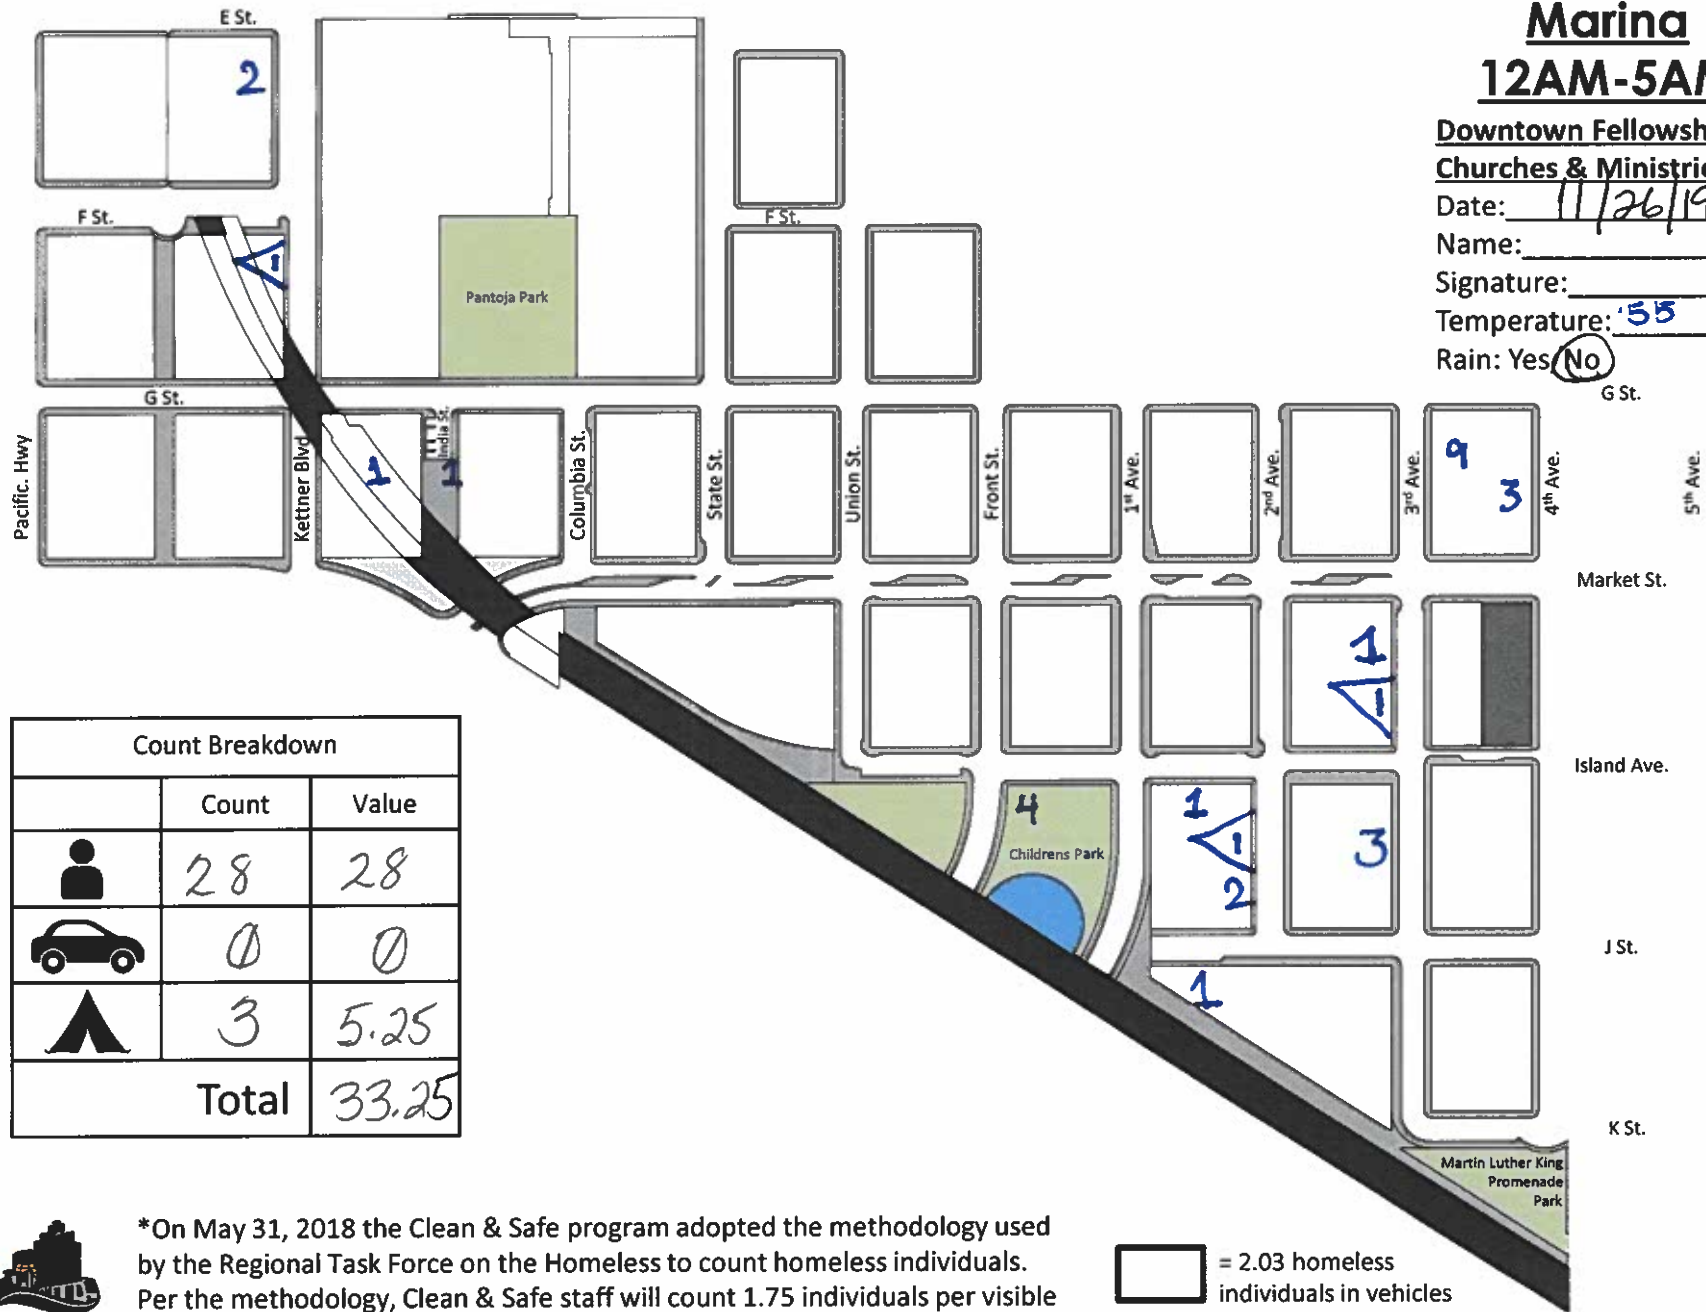 Marina
12AM-5AM
Downtown Fellowsh
Churches & Ministrie
Date: 11/26/19
Name:
Signature:
Temperature: 55
Rain: Yes No
E St.
2
F St.
F St.
1
Pantoja Park
G St.
G St.
Pacific. Hwy
Kettner Blvd
1
India St.
1
Columbia St.
State St.
Union St.
Front St.
1st Ave.
2nd Ave.
3rd Ave.
9
3
4th Ave.
5th Ave.
Market St.
1
1
Island Ave.
4
Childrens Park
1
1
2
3
J St.
1
K St.
Martin Luther King
Promenade
Park
Count Breakdown
Count Value
28 28
0 0
3 5.25
Total 33.25
*On May 31, 2018 the Clean & Safe program adopted the methodology used
by the Regional Task Force on the Homeless to count homeless individuals.
Per the methodology, Clean & Safe staff will count 1.75 individuals per visible
= 2.03 homeless
individuals in vehicles